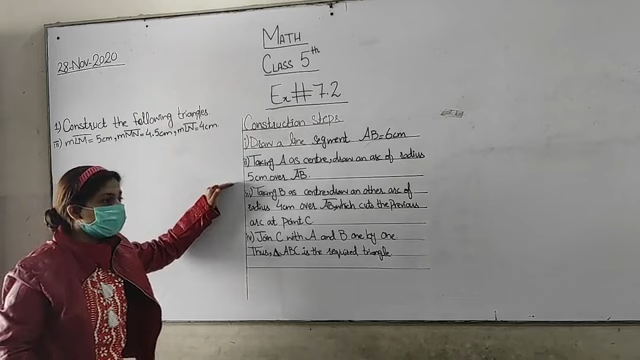 28-Nov-2020
MATH
CLASS 5th
Ex # 7.2
1) Construct the following triangles
iv) mLM = 5cm, mMN = 4.5cm, mLN = 4cm
Construction steps
i) Draw a line segment AB = 6cm
ii) Taking A as centre, draw an arc of radius
5cm over AB.
iii) Taking B as centre, draw an other arc of
radius 4cm over AB, which cuts the previous
arc at point C
iv) Join C with A and B one by one
Thus, △ ABC is the required triangle